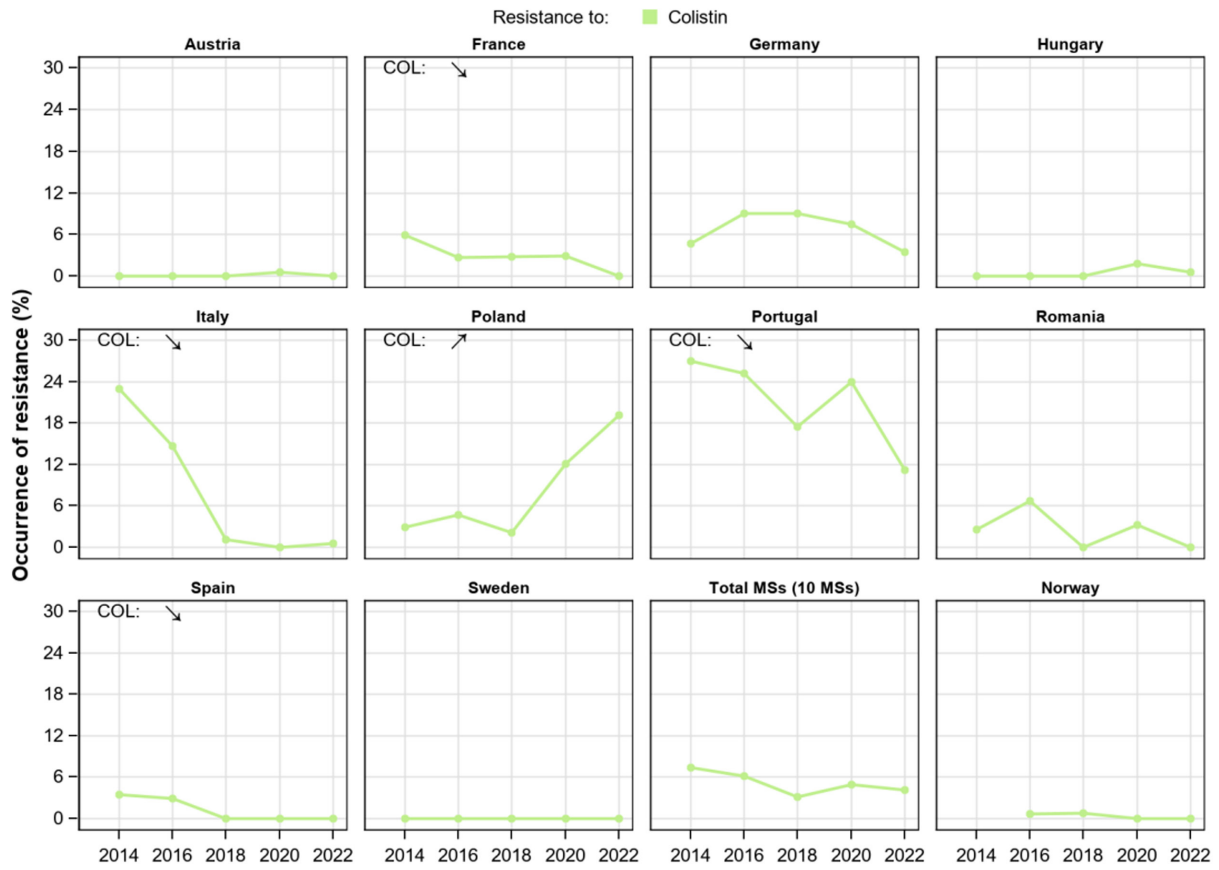 Resistance to: Colistin
Austria France Germany Hungary
COL: ↘
30
24
18
12
6
0
Italy Poland Portugal Romania
COL: ↘ COL: ↗ COL: ↘
30
24
18
12
6
0
Spain Sweden Total MSs (10 MSs) Norway
COL: ↘
30
24
18
12
6
0
2014 2016 2018 2020 2022 2014 2016 2018 2020 2022 2014 2016 2018 2020 2022 2014 2016 2018 2020 2022
Occurrence of resistance (%)